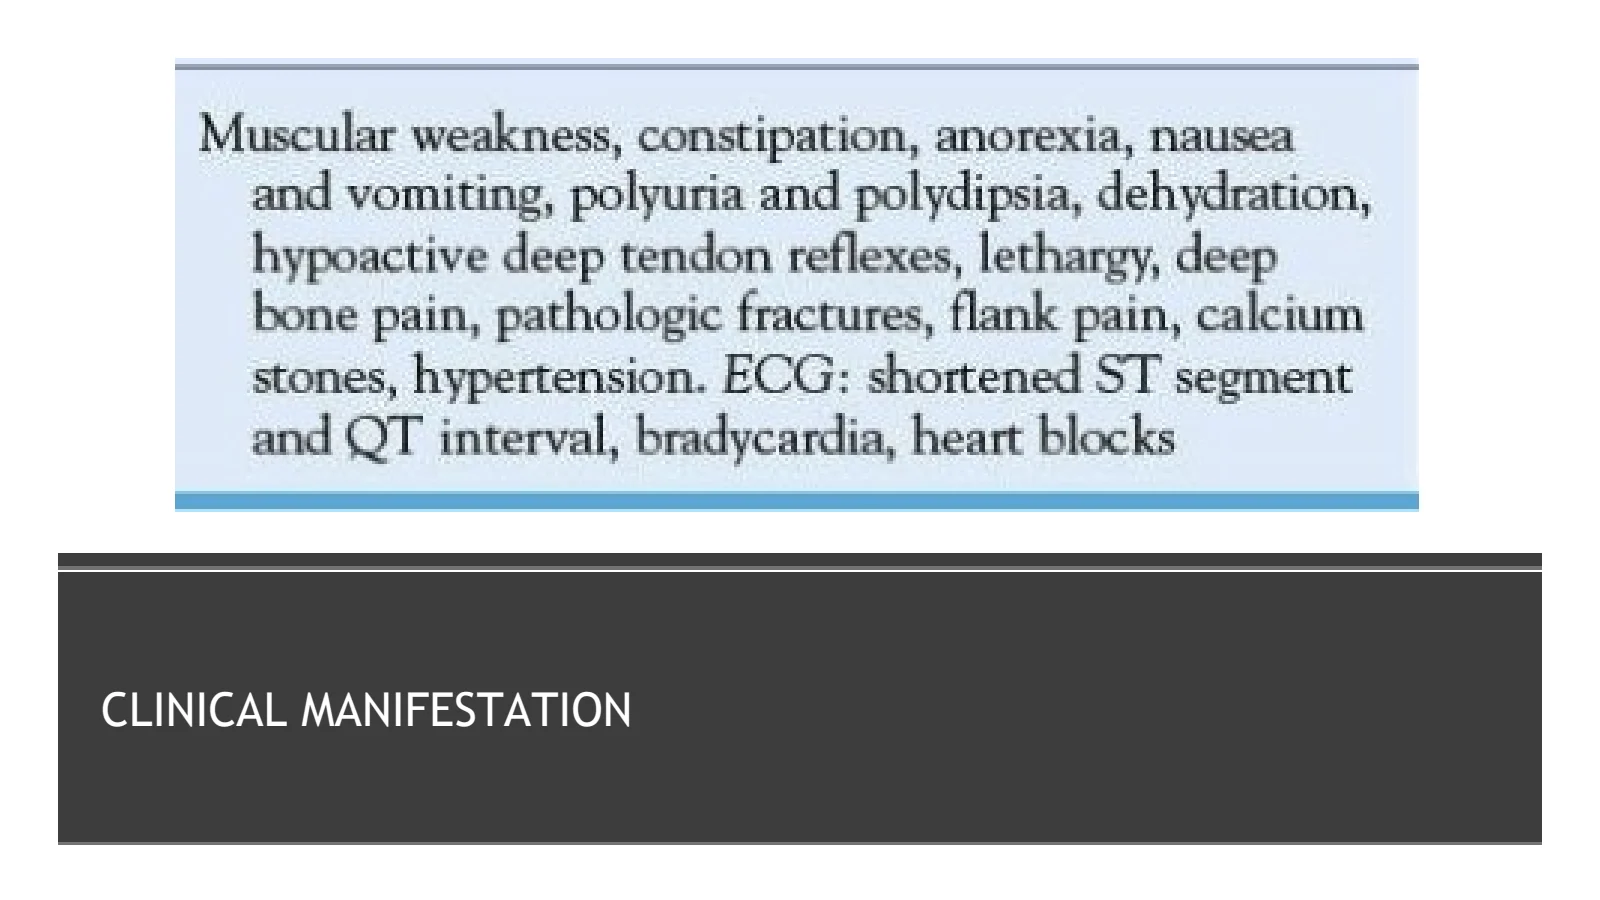 Muscular weakness, constipation, anorexia, nausea
and vomiting, polyuria and polydipsia, dehydration,
hypoactive deep tendon reflexes, lethargy, deep
bone pain, pathologic fractures, flank pain, calcium
stones, hypertension. ECG: shortened ST segment
and QT interval, bradycardia, heart blocks
CLINICAL MANIFESTATION